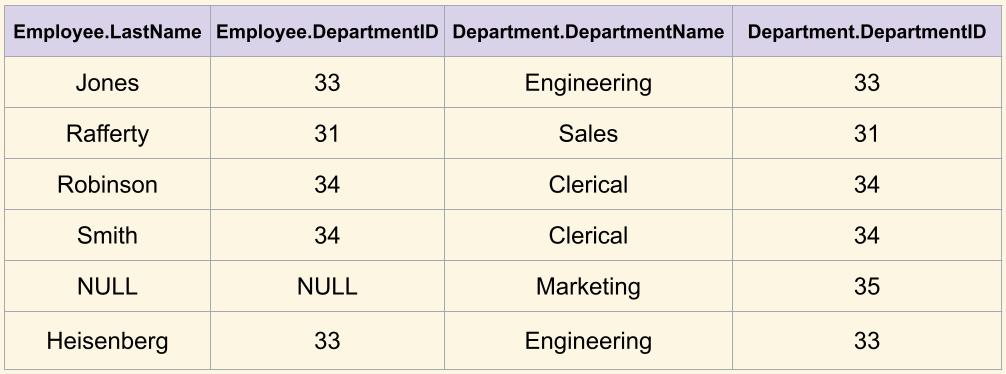 Employee.LastName Employee.DepartmentID Department.DepartmentName Department.DepartmentID
Jones 33 Engineering 33
Rafferty 31 Sales 31
Robinson 34 Clerical 34
Smith 34 Clerical 34
NULL NULL Marketing 35
Heisenberg 33 Engineering 33